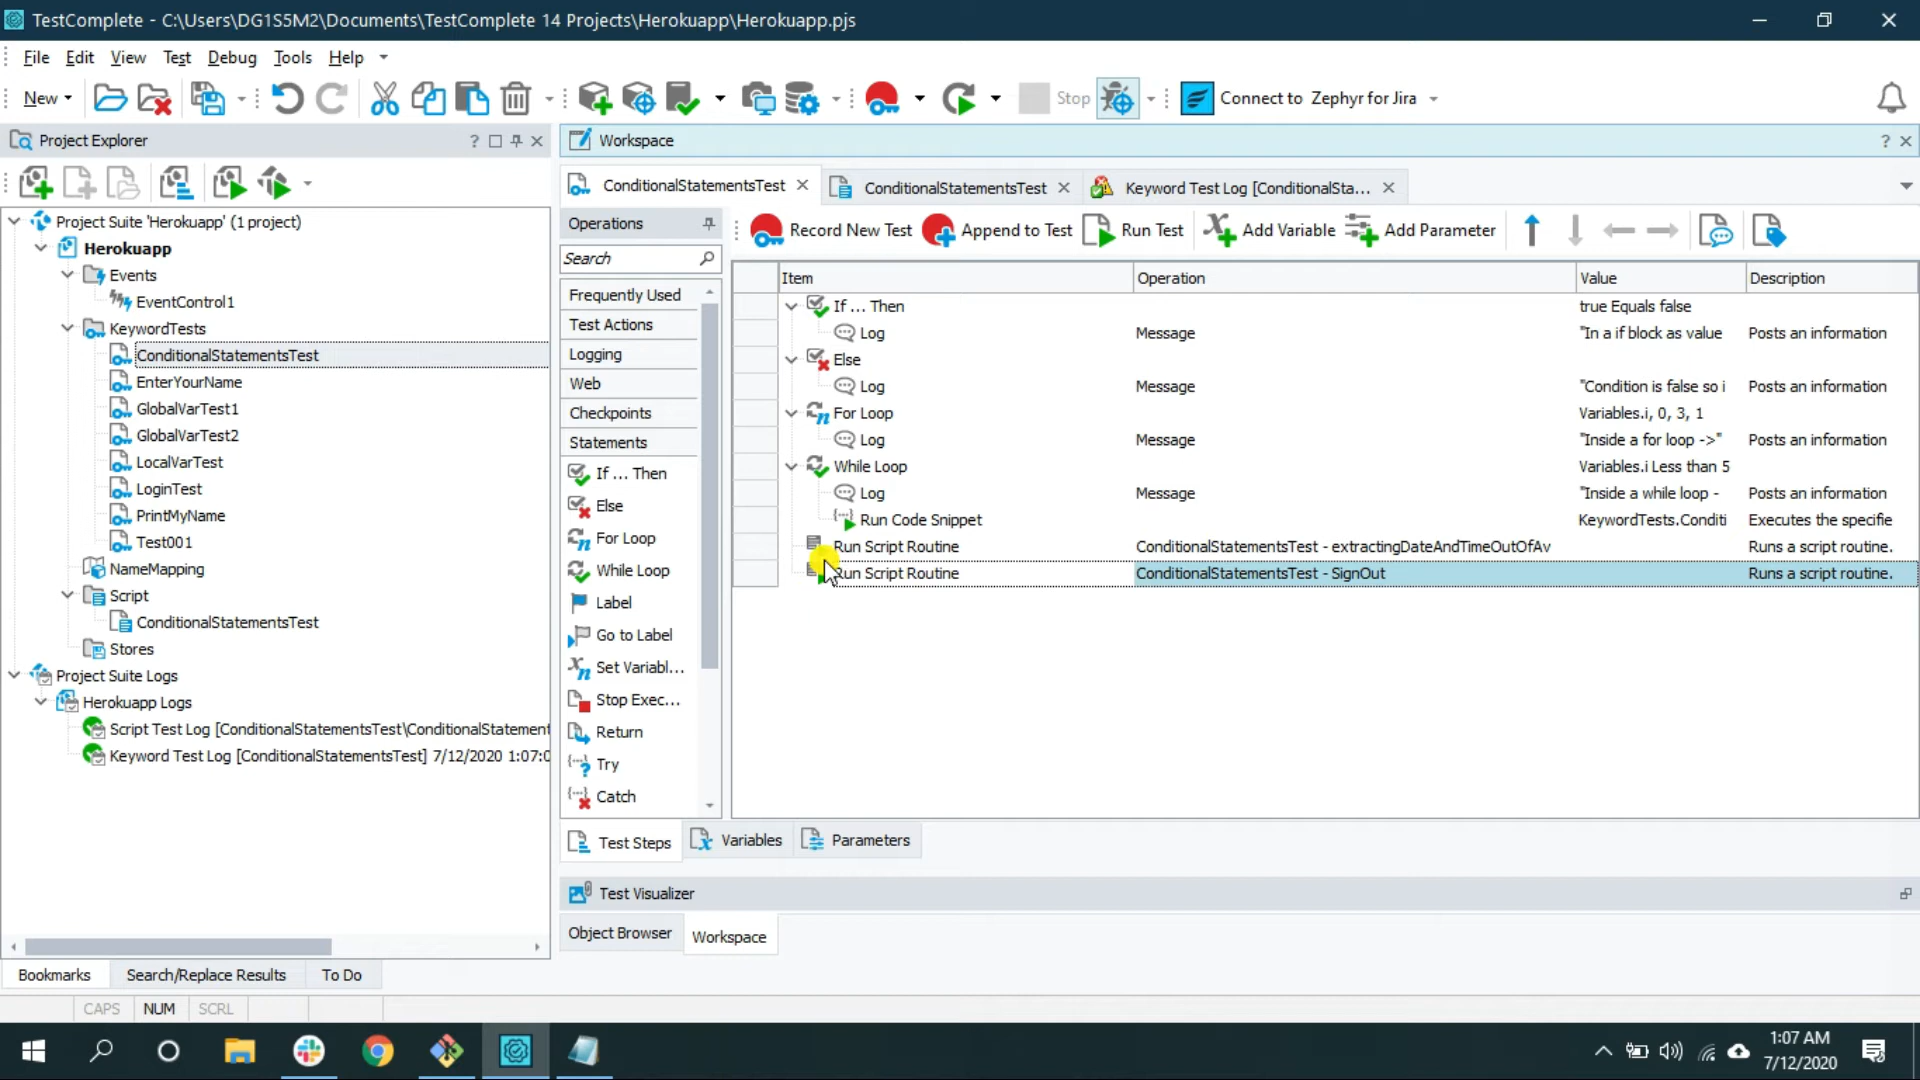 TestComplete - C:\Users\DG1S5M2\Documents\TestComplete 14 Projects\Herokuapp\Herokuapp.pjs
File Edit View Test Debug Tools Help
New Stop Connect to Zephyr for Jira
Project Explorer ?
Project Suite 'Herokuapp' (1 project)
Herokuapp
Events
EventControl1
KeywordTests
ConditionalStatementsTest
EnterYourName
GlobalVarTest1
GlobalVarTest2
LocalVarTest
LoginTest
PrintMyName
Test001
NameMapping
Script
ConditionalStatementsTest
Stores
Project Suite Logs
Herokuapp Logs
Script Test Log [ConditionalStatementsTest\ConditionalStatement
Keyword Test Log [ConditionalStatementsTest] 7/12/2020 1:07:0
Bookmarks Search/Replace Results To Do
CAPS NUM SCRL
Workspace ?
ConditionalStatementsTest ConditionalStatementsTest Keyword Test Log [ConditionalSta...
Operations
Search
Frequently Used
Test Actions
Logging
Web
Checkpoints
Statements
If ... Then
Else
For Loop
While Loop
Label
Go to Label
Set Variabl...
Stop Exec...
Return
Try
Catch
Record New Test Append to Test Run Test Add Variable Add Parameter
Item Operation Value Description
If ... Then true Equals false
Log Message "In a if block as value Posts an information
Else
Log Message "Condition is false so i Posts an information
For Loop Variables.i, 0, 3, 1
Log Message "Inside a for loop ->" Posts an information
While Loop Variables.i Less than 5
Log Message "Inside a while loop - Posts an information
Run Code Snippet KeywordTests.Conditi Executes the specifie
Run Script Routine ConditionalStatementsTest - extractingDateAndTimeOutOfAv Runs a script routine.
Run Script Routine ConditionalStatementsTest - SignOut Runs a script routine.
Test Steps Variables Parameters
Test Visualizer
Object Browser Workspace
1:07 AM
7/12/2020